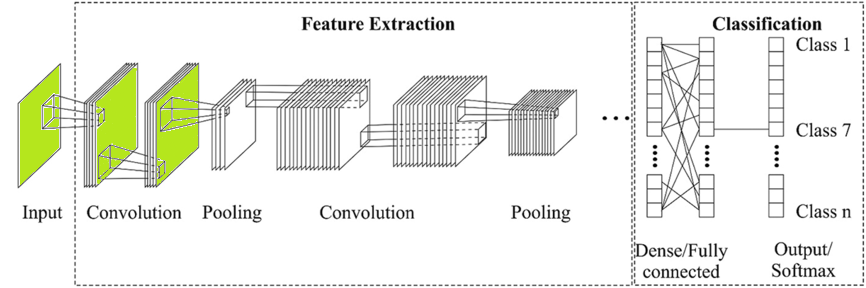 Feature Extraction
Classification
Class 1
Class 7
Class n
Input
Convolution
Pooling
Convolution
Pooling
Dense/Fully
connected
Output/
Softmax